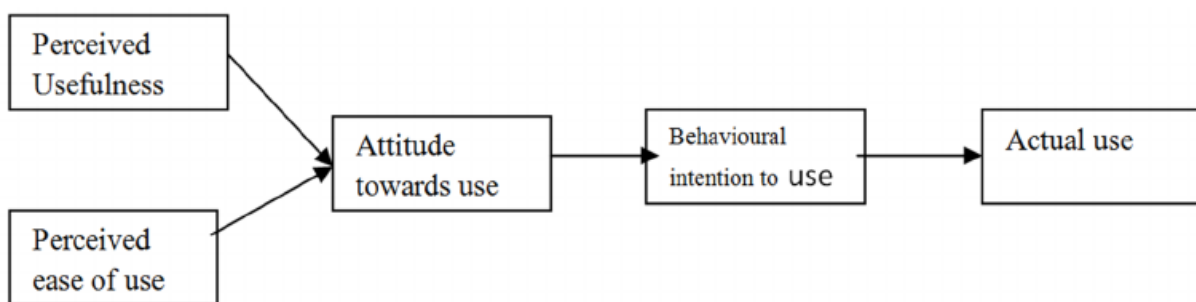 Perceived
Usefulness
Perceived
ease of use
Attitude
towards use
Behavioural
intention to use
Actual use